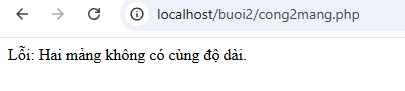 localhost/buoi2/cong2mang.php
Lỗi: Hai mảng không có cùng độ dài.